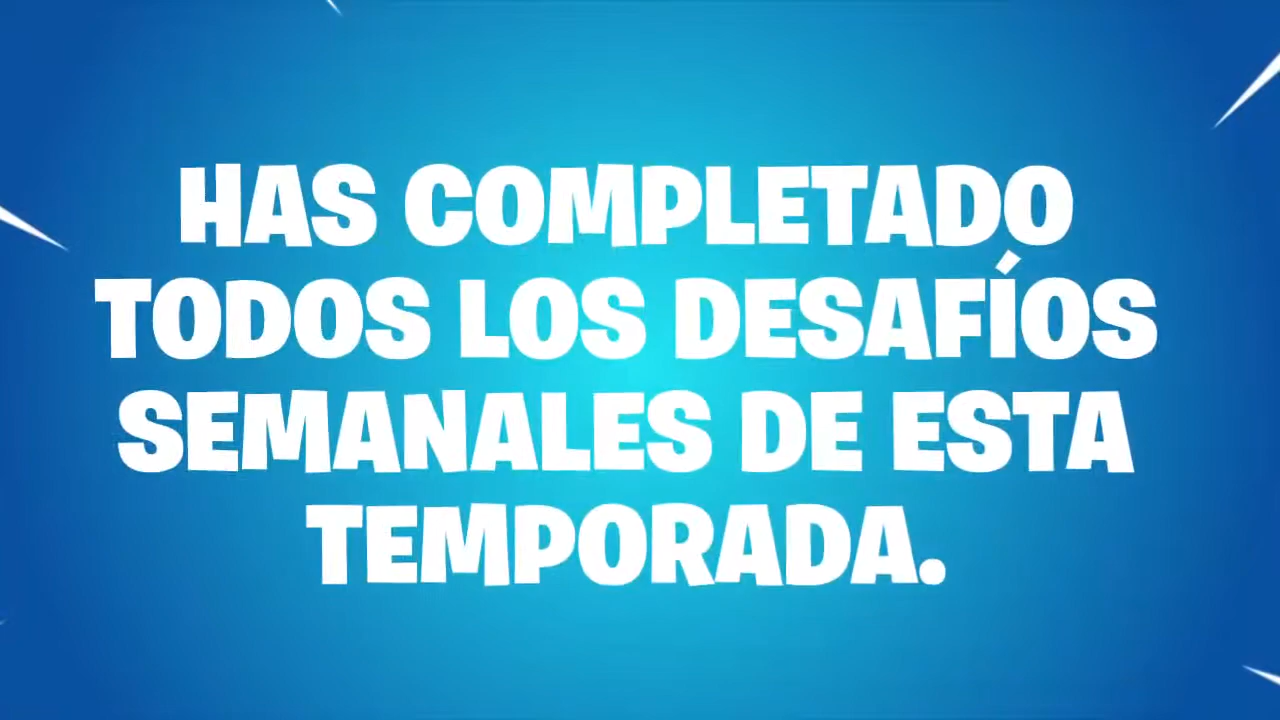 HAS COMPLETADO
TODOS LOS DESAFÍOS
SEMANALES DE ESTA
TEMPORADA.